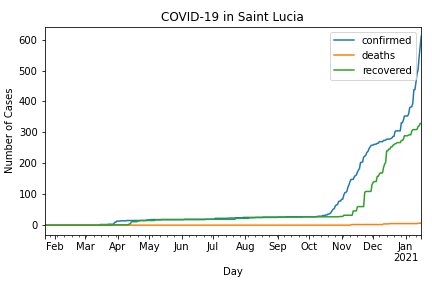 COVID-19 in Saint Lucia
confirmed
deaths
recovered
Number of Cases
600
500
400
300
200
100
0
Feb Mar Apr May Jun Jul Aug Sep Oct Nov Dec Jan
2021
Day